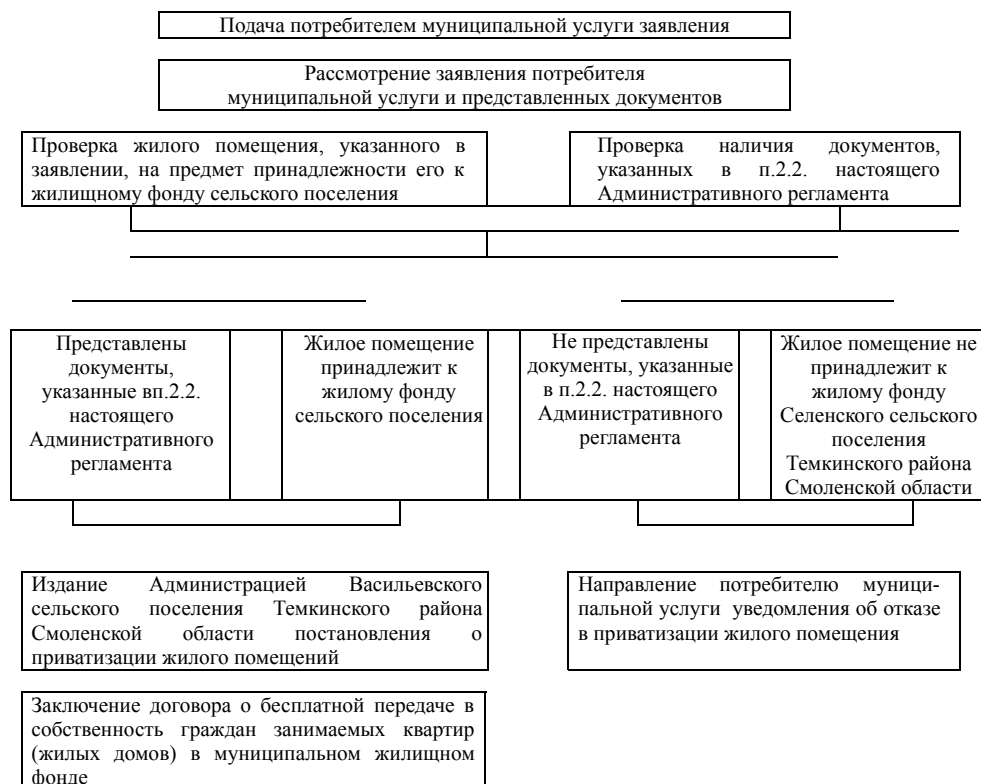 Подача потребителем муниципальной услуги заявления
Рассмотрение заявления потребителя
муниципальной услуги и представленных документов
Проверка жилого помещения, указанного в
заявлении, на предмет принадлежности его к
жилищному фонду сельского поселения
Проверка наличия документов,
указанных в п.2.2. настоящего
Административного регламента
Представлены
документы,
указанные вп.2.2.
настоящего
Административного
регламента
Жилое помещение
принадлежит к
жилому фонду
сельского поселения
Не представлены
документы, указанные
в п.2.2. настоящего
Административного
регламента
Жилое помещение не
принадлежит к
жилому фонду
Селенского сельского
поселения
Темкинского района
Смоленской области
Издание Администрацией Васильевского
сельского поселения Темкинского района
Смоленской области постановления о
приватизации жилого помещений
Направление потребителю муници-
пальной услуги уведомления об отказе
в приватизации жилого помещения
Заключение договора о бесплатной передаче в
собственность граждан занимаемых квартир
(жилых домов) в муниципальном жилищном
фонде